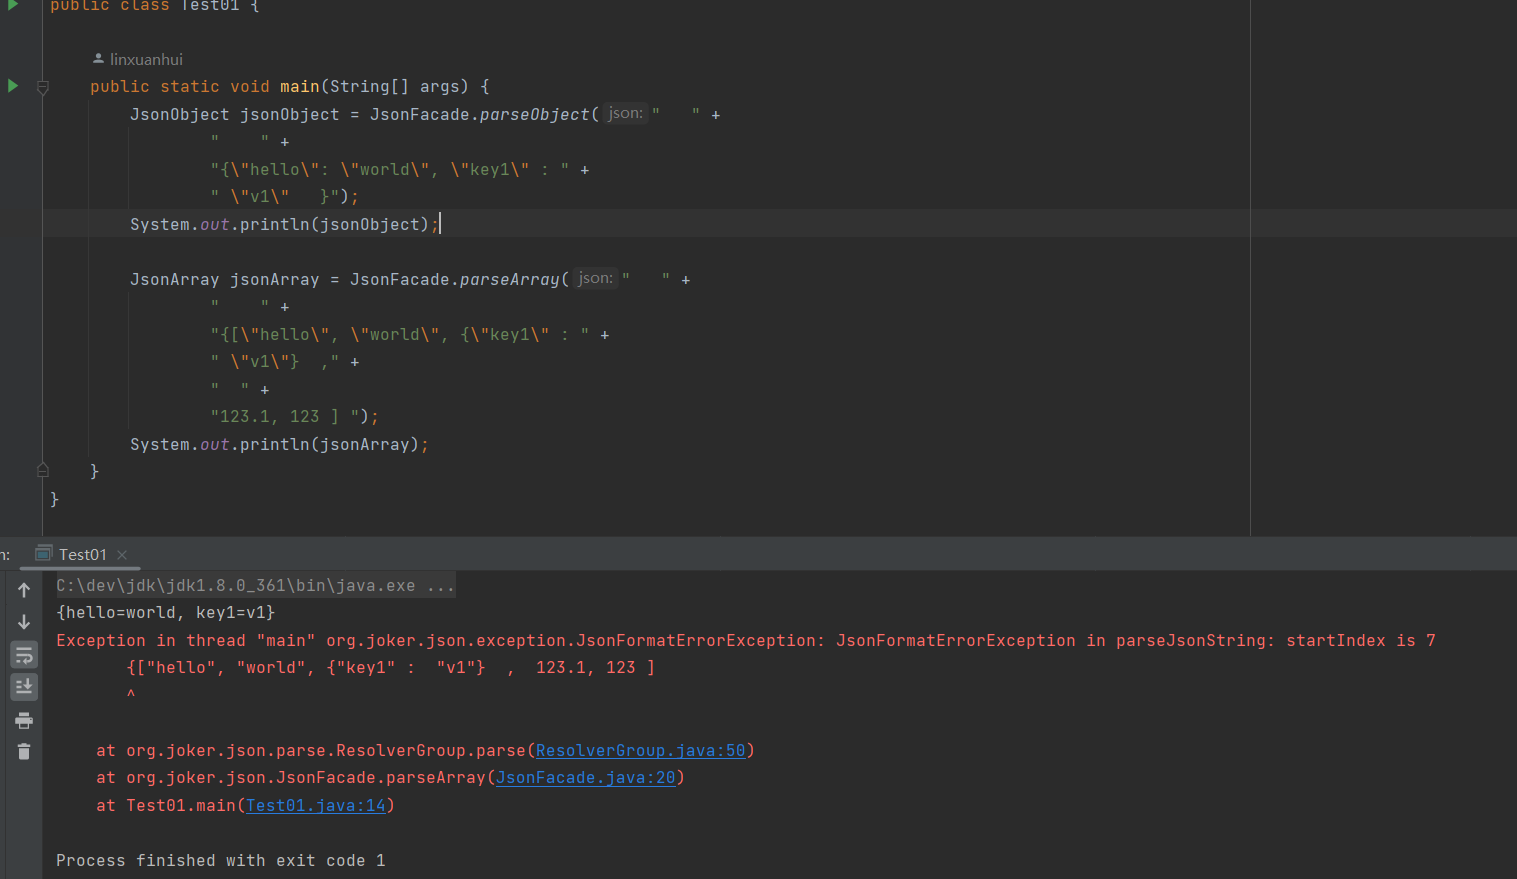 public class Test01 {
linxuanhui
public static void main(String[] args) {
JsonObject jsonObject = JsonFacade.parseObject( json: "   " +
"    " +
"{\"hello\": \"world\", \"key1\" : " +
" \"v1\"   }");
System.out.println(jsonObject);
JsonArray jsonArray = JsonFacade.parseArray( json: "   " +
"    " +
"{[\"hello\", \"world\", {\"key1\" : " +
" \"v1\"}  ," +
"  " +
"123.1, 123 ] ");
System.out.println(jsonArray);
}
}
n: Test01 ×
C:\dev\jdk\jdk1.8.0_361\bin\java.exe ...
{hello=world, key1=v1}
Exception in thread "main" org.joker.json.exception.JsonFormatErrorException: JsonFormatErrorException in parseJsonString: startIndex is 7
{["hello", "world", {"key1" :  "v1"}  ,  123.1, 123 ]
^
at org.joker.json.parse.ResolverGroup.parse(ResolverGroup.java:50)
at org.joker.json.JsonFacade.parseArray(JsonFacade.java:20)
at Test01.main(Test01.java:14)
Process finished with exit code 1